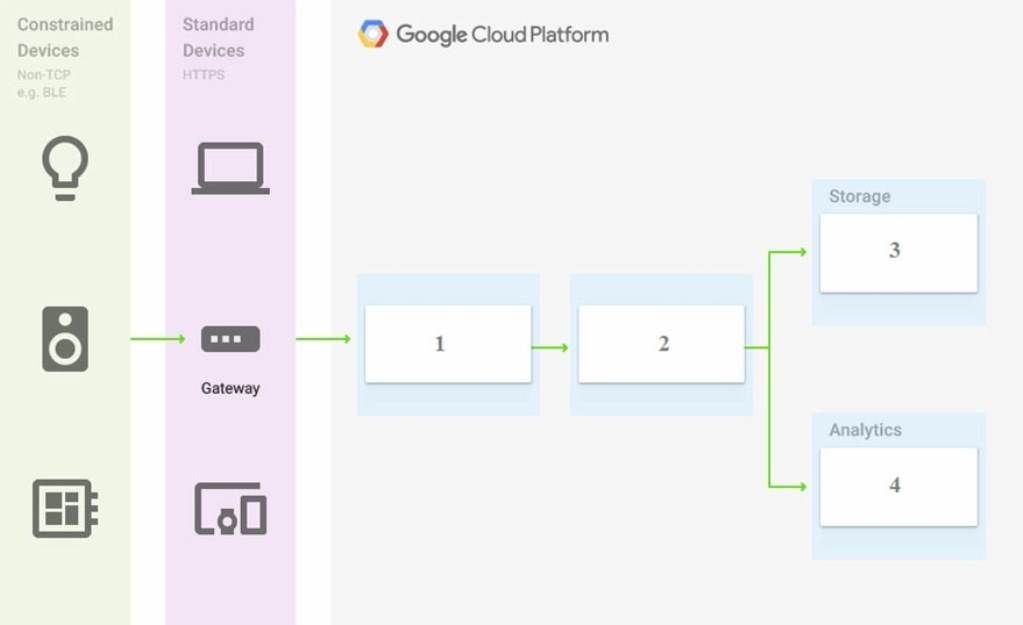 Constrained
Devices
Non-TCP
e.g. BLE
Standard
Devices
HTTPS
Google Cloud Platform
Storage
3
1
2
Gateway
Analytics
4